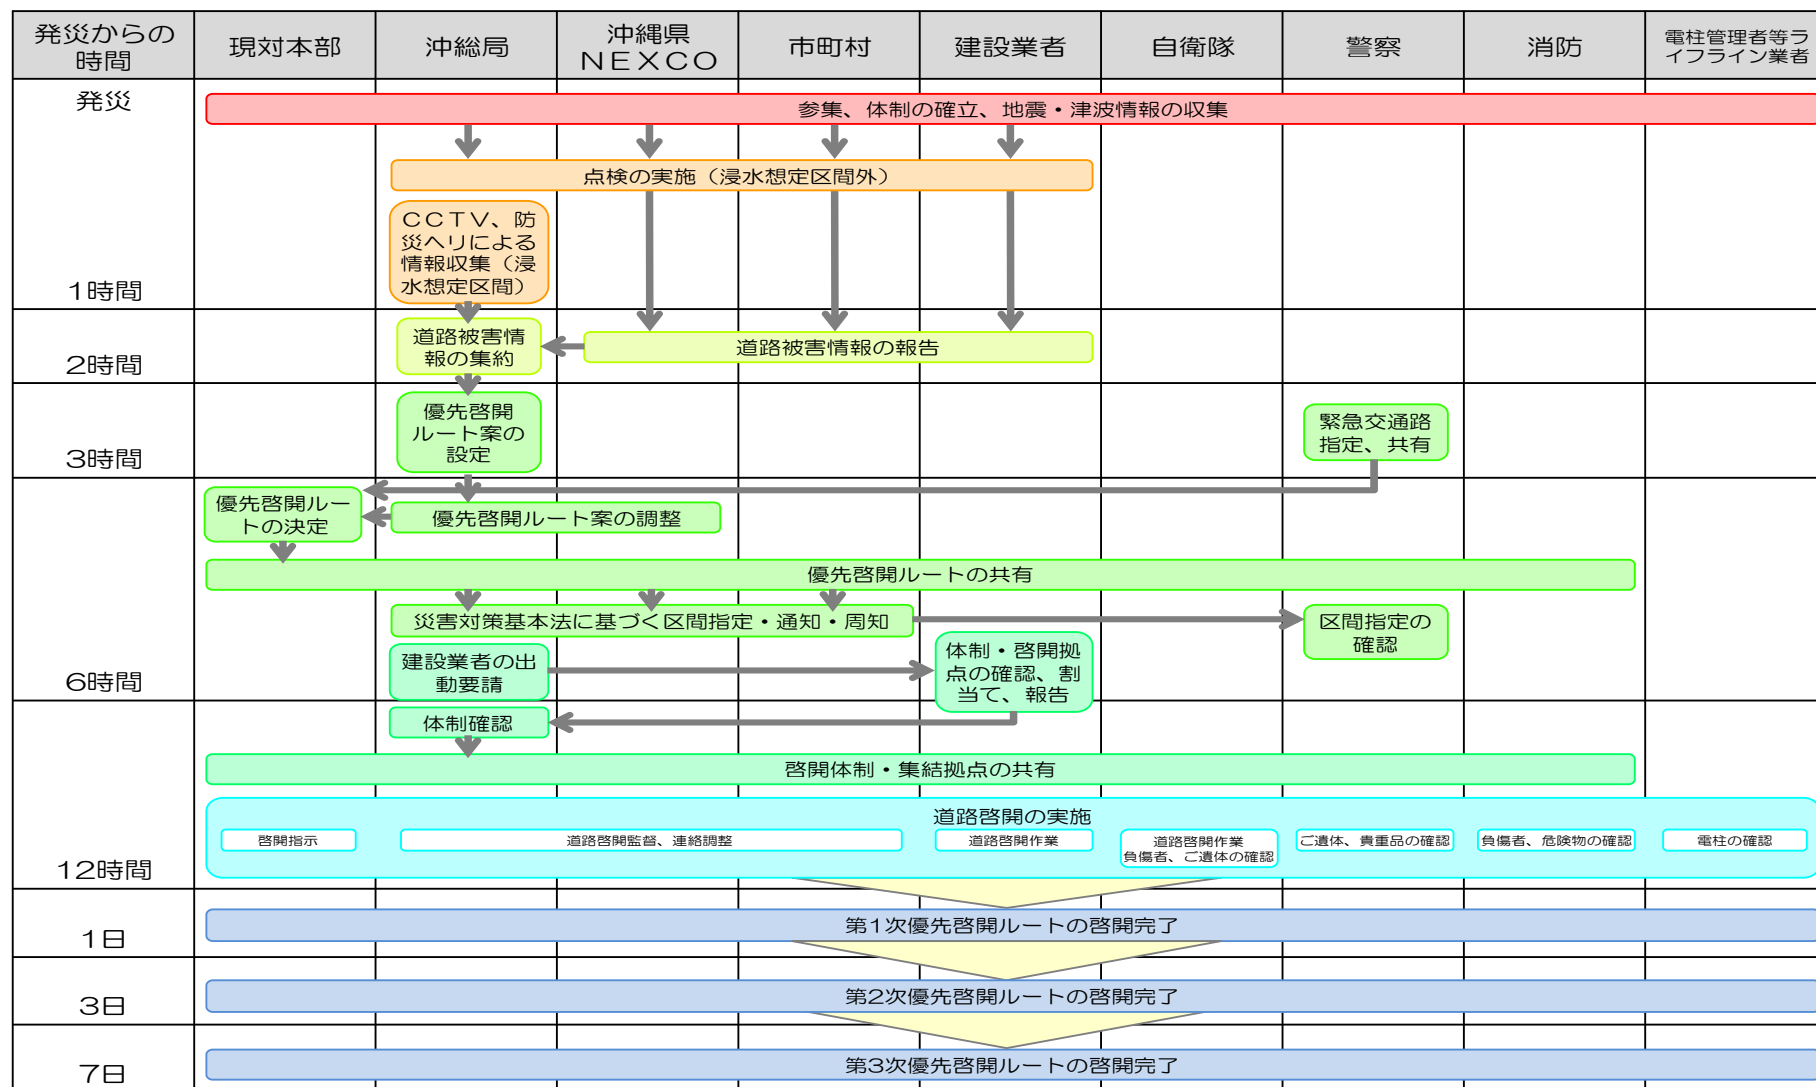 発災からの
時間
現対本部
沖総局
沖縄県
ＮＥＸＣＯ
市町村
建設業者
自衛隊
警察
消防
電柱管理者等ラ
イフライン業者
発災
参集、体制の確立、地震・津波情報の収集
点検の実施（浸水想定区間外）
ＣＣＴＶ、防
災ヘリによる
情報収集（浸
水想定区間）
1時間
道路被害情
報の集約
道路被害情報の報告
2時間
優先啓開
ルート案の
設定
緊急交通路
指定、共有
3時間
優先啓開ルー
トの決定
優先啓開ルート案の調整
優先啓開ルートの共有
災害対策基本法に基づく区間指定・通知・周知
区間指定の
確認
建設業者の出
動要請
体制・啓開拠
点の確認、割
当て、報告
6時間
体制確認
啓開体制・集結拠点の共有
道路啓開の実施
啓開指示
道路啓開監督、連絡調整
道路啓開作業
道路啓開作業
負傷者、ご遺体の確認
ご遺体、貴重品の確認
負傷者、危険物の確認
電柱の確認
12時間
第1次優先啓開ルートの啓開完了
1日
第2次優先啓開ルートの啓開完了
3日
第3次優先啓開ルートの啓開完了
7日